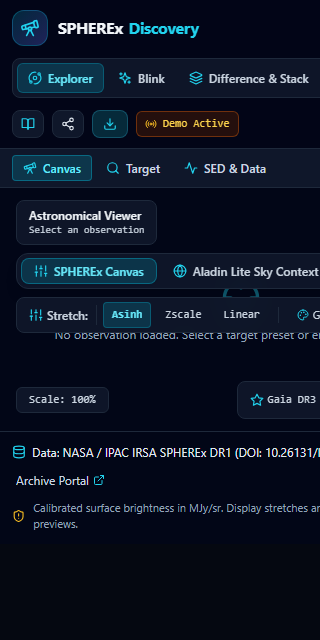 SPHEREx Discovery
Explorer
Blink
Difference & Stack
Demo Active
Canvas
Target
SED & Data
Astronomical Viewer
Select an observation
SPHEREx Canvas
Aladin Lite Sky Context
Stretch:
Asinh
Zscale
Linear
G
No observation loaded. Select a target preset or e
Scale: 100%
Gaia DR3
Data: NASA / IPAC IRSA SPHEREx DR1 (DOI: 10.26131/I
Archive Portal
Calibrated surface brightness in MJy/sr. Display stretches ar
previews.